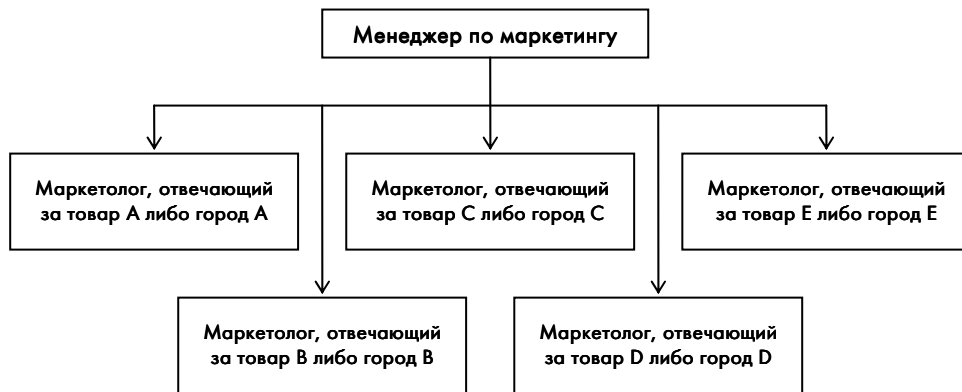 Менеджер по маркетингу
Маркетолог, отвечающий
за товар А либо город А
Маркетолог, отвечающий
за товар С либо город С
Маркетолог, отвечающий
за товар Е либо город Е
Маркетолог, отвечающий
за товар В либо город В
Маркетолог, отвечающий
за товар D либо город D